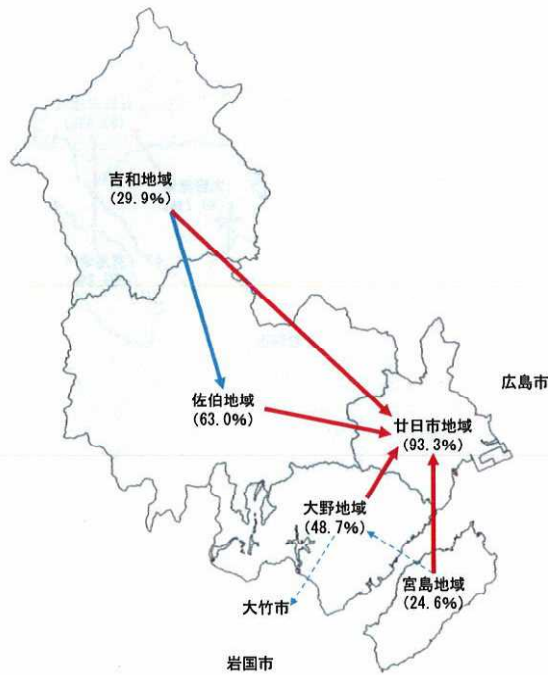 吉和地域
(29.9%)
広島市
佐伯地域
(63.0%)
廿日市地域
(93.3%)
大野地域
(48.7%)
宮島地域
(24.6%)
大竹市
岩国市